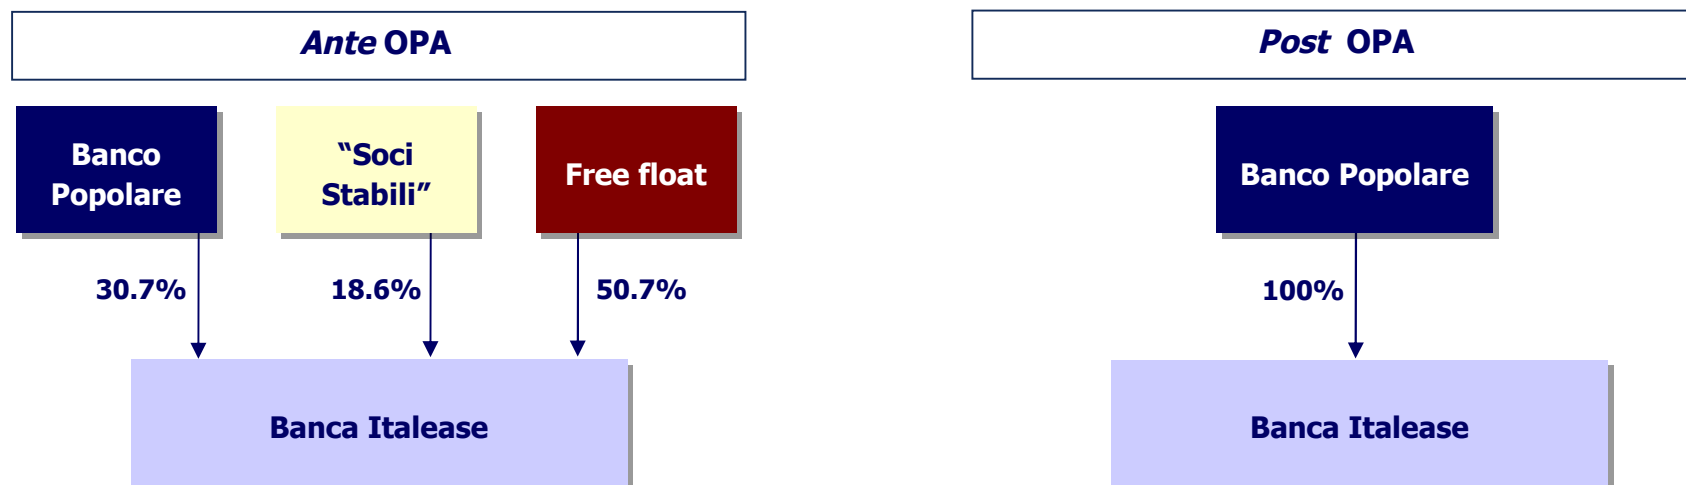 Ante OPA
Banco
Popolare
“Soci
Stabili”
Free float
30.7%
18.6%
50.7%
Banca Italease
Post OPA
Banco Popolare
100%
Banca Italease